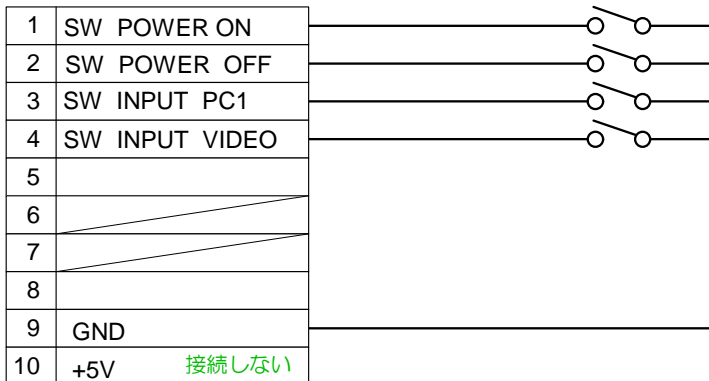 1 SW POWER ON
2 SW POWER OFF
3 SW INPUT PC1
4 SW INPUT VIDEO
5
6
7
8
9 GND
10 +5V 接続しない